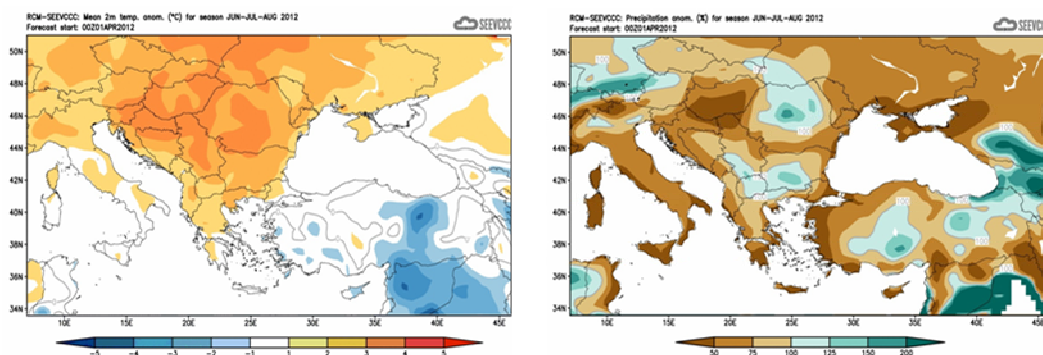 RCM-SEEVCCC: Mean 2m temp. anom. (°C) for season JUN-JUL-AUG 2012
Forecast start: 00Z01APR2012
SEEVCCC
50N
48N
46N
44N
42N
40N
38N
36N
34N
10E 15E 20E 25E 30E 35E 40E 45E
-5 -4 -3 -2 -1 1 2 3 4 5
RCM-SEEVCCC: Precipitation anom. (%) for season JUN-JUL-AUG 2012
Forecast start: 00Z01APR2012
SEEVCCC
50N
48N
46N
44N
42N
40N
38N
36N
34N
10E 15E 20E 25E 30E 35E 40E 45E
50 75 100 125 150 200